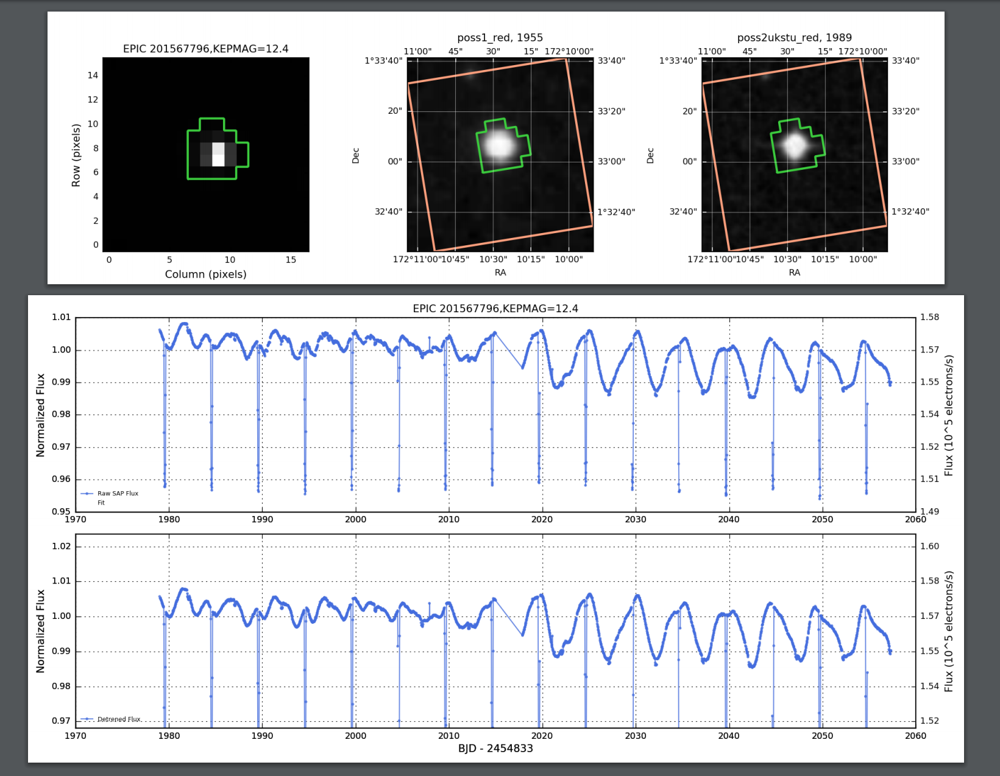 EPIC 201567796,KEPMAG=12.4
14
12
10
8
6
4
2
0
Row (pixels)
0 5 10 15
Column (pixels)
poss1_red, 1955
11'00" 45" 30" 15" 172°10'00"
1°33'40" 33'40"
20" 33'20"
00" 33'00"
32'40" 1°32'40"
Dec
172°11'00"10'45" 10'30" 10'15" 10'00"
RA
poss2ukstu_red, 1989
11'00" 45" 30" 15" 172°10'00"
1°33'40" 33'40"
20" 33'20"
00" 33'00"
32'40" 1°32'40"
Dec
172°11'00"10'45" 10'30" 10'15" 10'00"
RA
EPIC 201567796,KEPMAG=12.4
1.01 1.58
1.00 1.57
0.99 1.55
0.98 1.54
0.97 1.52
0.96 1.51
0.95 1.49
Normalized Flux
Flux (10^5 electrons/s)
Raw SAP Flux
Fit
1970 1980 1990 2000 2010 2020 2030 2040 2050 2060
1.02 1.60
1.01 1.58
1.00 1.57
0.99 1.55
0.98 1.54
0.97 1.52
Normalized Flux
Flux (10^5 electrons/s)
Detrened Flux
1970 1980 1990 2000 2010 2020 2030 2040 2050 2060
BJD - 2454833